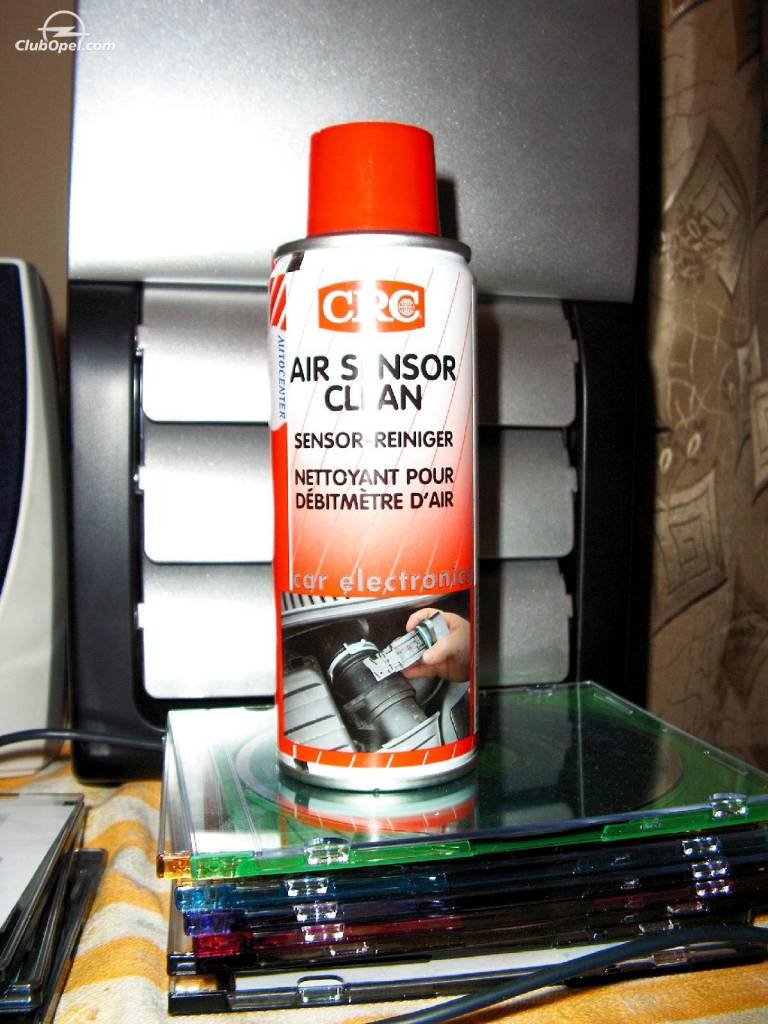 ClubOpel.com
CRC
AUTOCENTER
AIR SENSOR
CLEAN
SENSOR-REINIGER
NETTOYANT POUR
DÉBITMÈTRE D'AIR
car electronics